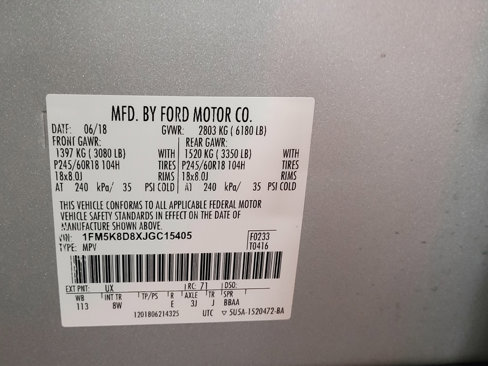 MFD. BY FORD MOTOR CO.
DATE: 06/18 GVWR: 2803 KG ( 6180 LB)
FRONT GAWR: REAR GAWR:
1397 KG ( 3080 LB) WITH 1520 KG ( 3350 LB) WITH
P245/60R18 104H TIRES P245/60R18 104H TIRES
18x8.0J RIMS 18x8.0J RIMS
AT 240 kPa/ 35 PSI COLD At 240 kPa/ 35 PSI COLD
THIS VEHICLE CONFORMS TO ALL APPLICABLE FEDERAL MOTOR
VEHICLE SAFETY STANDARDS IN EFFECT ON THE DATE OF
MANUFACTURE SHOWN ABOVE.
VIN: 1FM5K8D8XJGC15405 F0233
TYPE: MPV T0416
EXT PNT: UX RC: 71 DSO:
WB INT TR TP/PS R AXLE TR SPR
113 8W E 3J J BBAA
1201806214325 UTC ▽ 5U5A-1520472-BA